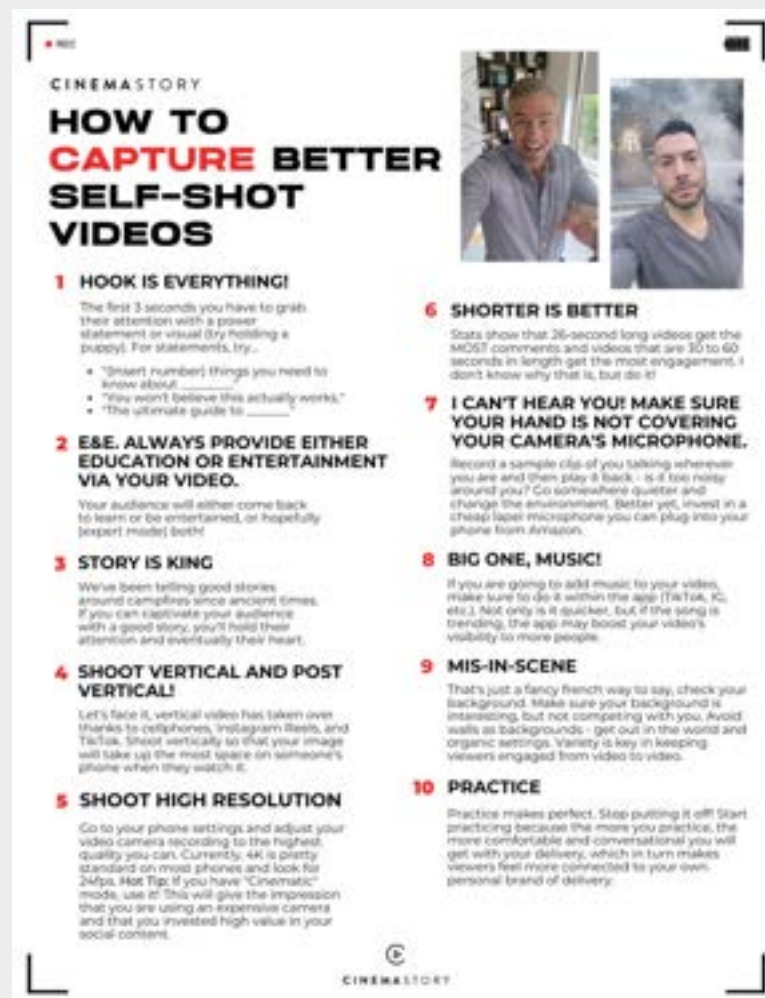 REC
CINEMASTORY
HOW TO
CAPTURE BETTER
SELF-SHOT
VIDEOS
1 HOOK IS EVERYTHING!
The first 3 seconds you have to grab
their attention with a power
statement or visual (try holding a
puppy). For statements, try...
• "(Insert number) things you need to
know about ________"
• "You won't believe this actually works."
• "The ultimate guide to ______"
2 E&E. ALWAYS PROVIDE EITHER
EDUCATION OR ENTERTAINMENT
VIA YOUR VIDEO.
Your audience will either come back
to learn or be entertained, or hopefully
(expert mode) both!
3 STORY IS KING
We've been telling good stories
around campfires since ancient times.
If you can captivate your audience
with a good story, you'll hold their
attention and eventually their heart.
4 SHOOT VERTICAL AND POST
VERTICAL!
Let's face it, vertical video has taken over
thanks to cellphones, Instagram Reels, and
TikTok. Shoot vertically so that your image
will take up the most space on someone's
phone when they watch it.
5 SHOOT HIGH RESOLUTION
Go to your phone settings and adjust your
video camera recording to the highest
quality you can. Currently, 4K is pretty
standard on most phones and look for
24fps. Hot Tip: If you have "Cinematic"
mode, use it! This will give the impression
that you are using an expensive camera
and that you invested high value in your
social content.
6 SHORTER IS BETTER
Stats show that 26-second long videos get the
MOST comments and videos that are 30 to 60
seconds in length get the most engagement. I
don't know why that is, but do it!
7 I CAN'T HEAR YOU! MAKE SURE
YOUR HAND IS NOT COVERING
YOUR CAMERA'S MICROPHONE.
Record a sample clip of you talking wherever
you are and then play it back - is it too noisy
around you? Go somewhere quieter and
change the environment. Better yet, invest in a
cheap lapel microphone you can plug into your
phone from Amazon.
8 BIG ONE, MUSIC!
If you are going to add music to your video,
make sure to do it within the app (TikTok, IG,
etc.). Not only is it quicker, but if the song is
trending, the app may boost your video's
visibility to more people.
9 MIS-IN-SCENE
That's just a fancy french way to say, check your
background. Make sure your background is
interesting, but not competing with you. Avoid
walls as backgrounds - get out in the world and
organic settings. Variety is key in keeping
viewers engaged from video to video.
10 PRACTICE
Practice makes perfect. Stop putting it off! Start
practicing because the more you practice, the
more comfortable and conversational you will
get with your delivery, which in turn makes
viewers feel more connected to your own
personal brand of delivery.
CINEMASTORY